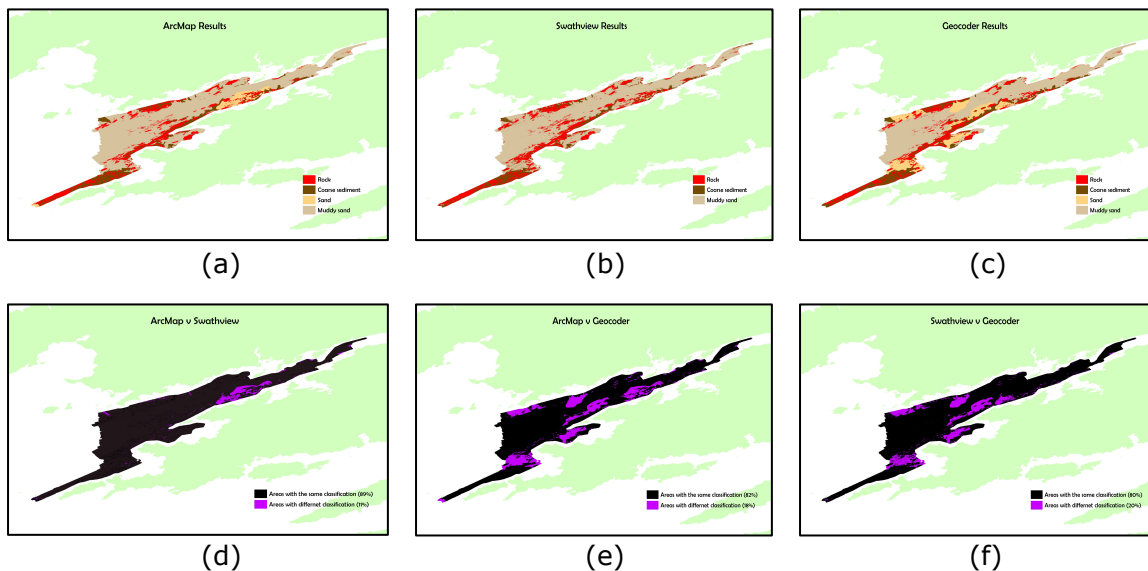 ArcMap Results
Rock
Coarse sediment
Sand
Muddy sand
(a)
Swathview Results
Rock
Coarse sediment
Muddy sand
(b)
Geocoder Results
Rock
Coarse sediment
Sand
Muddy sand
(c)
ArcMap v Swathview
Areas with the same classification (89%)
Areas with differnet classification (11%)
(d)
ArcMap v Geocoder
Areas with the same classification (82%)
Areas with differnet classification (18%)
(e)
Swathview v Geocoder
Areas with the same classification (80%)
Areas with differnet classification (20%)
(f)